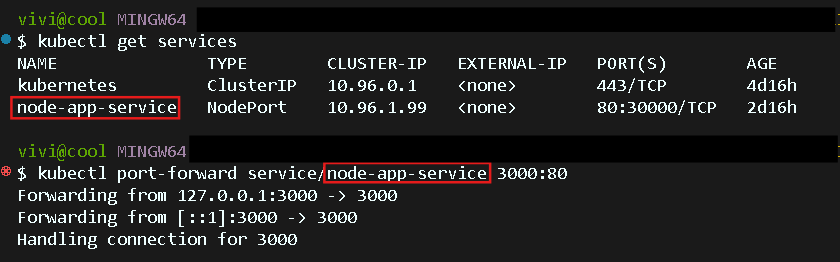 vivi@cool MINGW64
$ kubectl get services
NAME TYPE CLUSTER-IP EXTERNAL-IP PORT(S) AGE
kubernetes ClusterIP 10.96.0.1 <none> 443/TCP 4d16h
node-app-service NodePort 10.96.1.99 <none> 80:30000/TCP 2d16h
vivi@cool MINGW64
$ kubectl port-forward service/node-app-service 3000:80
Forwarding from 127.0.0.1:3000 -> 3000
Forwarding from [::1]:3000 -> 3000
Handling connection for 3000